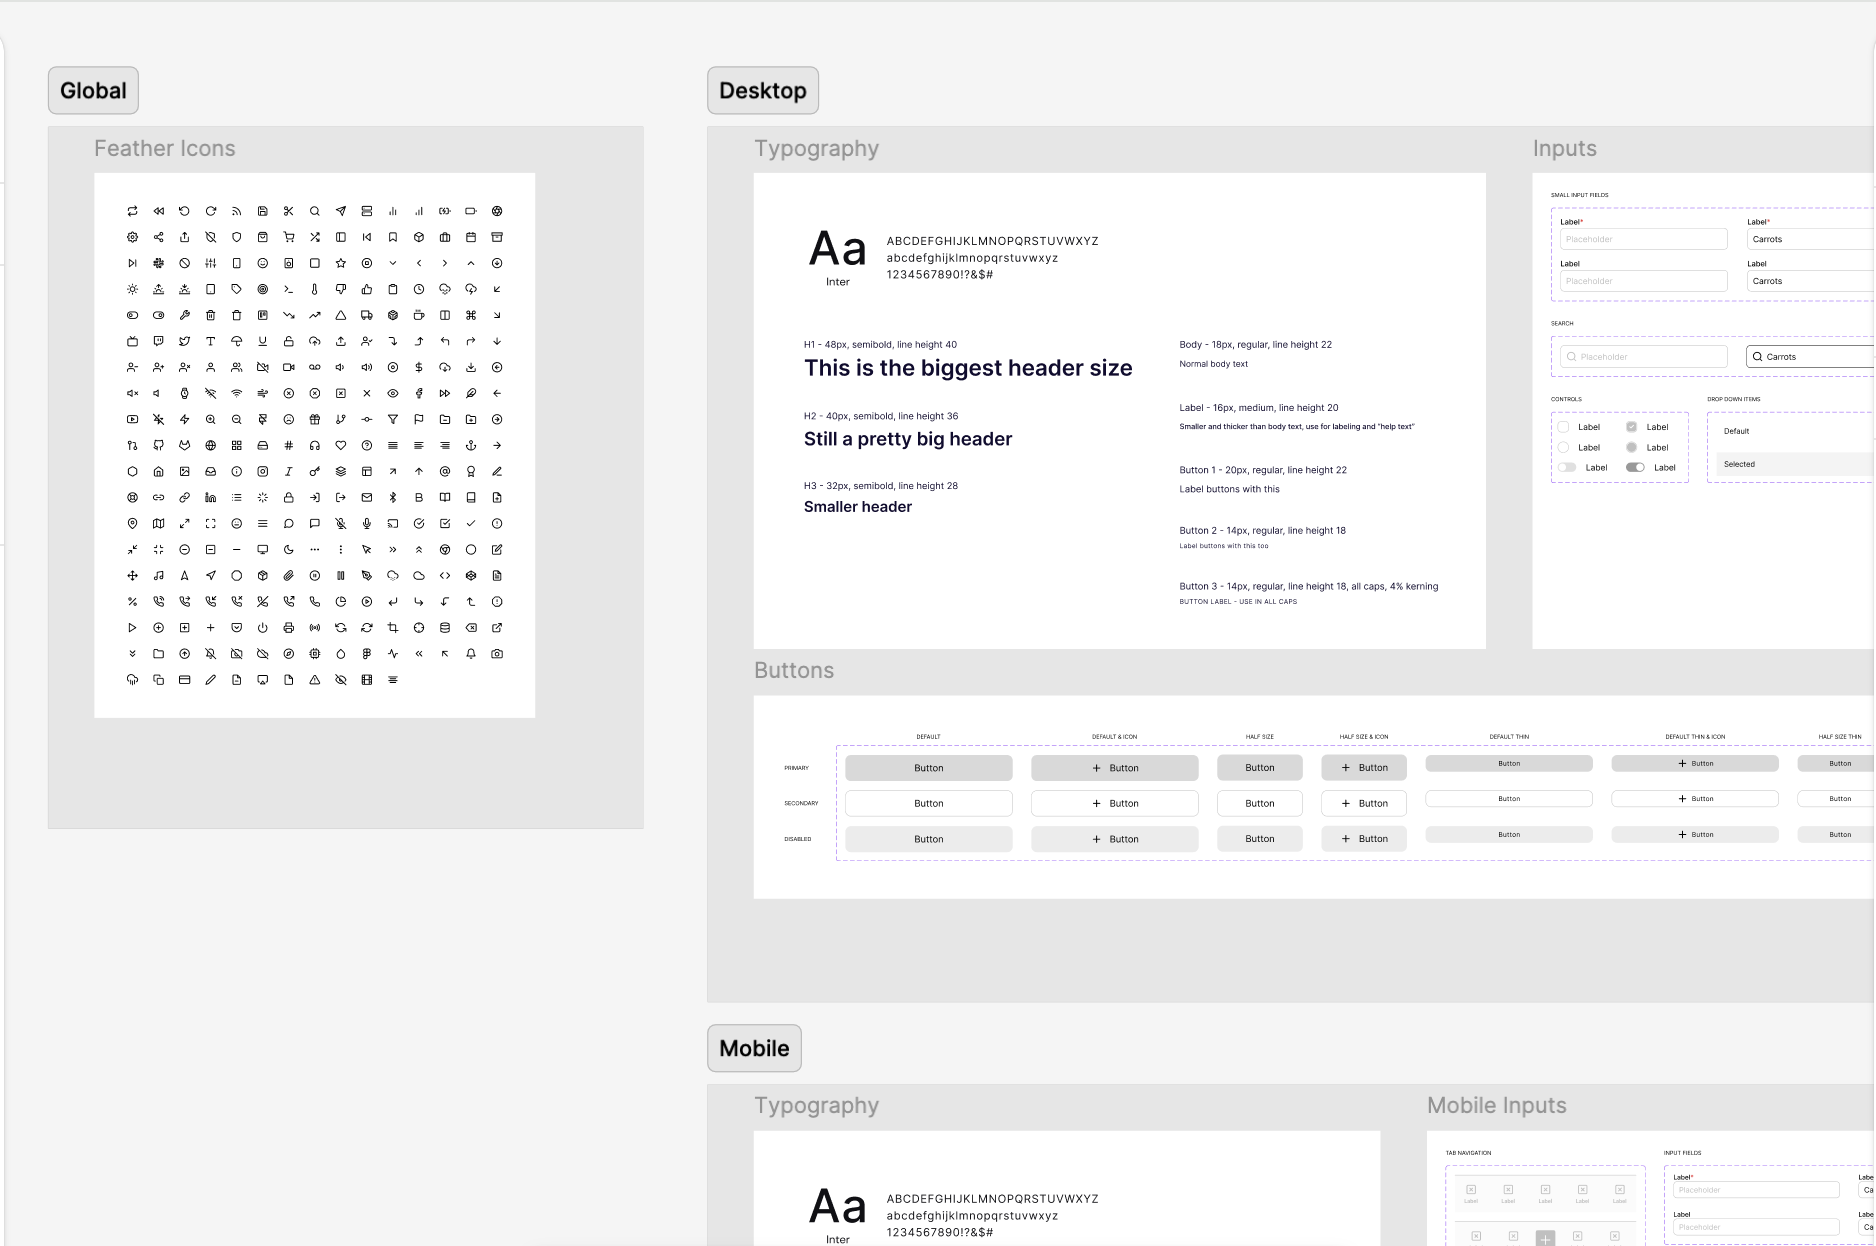 Global
Feather Icons
Desktop
Typography
Aa
Inter
ABCDEFGHIJKLMNOPQRSTUVWXYZ
abcdefghijklmnopqrstuvwxyz
1234567890!?&$#
H1 - 48px, semibold, line height 40
This is the biggest header size
H2 - 40px, semibold, line height 36
Still a pretty big header
H3 - 32px, semibold, line height 28
Smaller header
Body - 18px, regular, line height 22
Normal body text
Label - 16px, medium, line height 20
Smaller and thicker than body text, use for labeling and "help text"
Button 1 - 20px, regular, line height 22
Label buttons with this
Button 2 - 14px, regular, line height 18
Label buttons with this too
Button 3 - 14px, regular, line height 18, all caps, 4% kerning
BUTTON LABEL - USE IN ALL CAPS
Inputs
SMALL INPUT FIELDS
Label* Label*
Placeholder Carrots
Label Label
Placeholder Carrots
SEARCH
Placeholder Carrots
CONTROLS
Label Label
Label Label
Label Label
DROP DOWN ITEMS
Default
Selected
Buttons
DEFAULT DEFAULT & ICON HALF SIZE HALF SIZE & ICON DEFAULT THIN DEFAULT THIN & ICON HALF SIZE THIN
PRIMARY Button Button Button Button Button Button Button
SECONDARY Button Button Button Button Button Button Button
DISABLED Button Button Button Button Button Button Button
Mobile
Typography
Aa
Inter
ABCDEFGHIJKLMNOPQRSTUVWXYZ
abcdefghijklmnopqrstuvwxyz
1234567890!?&$#
Mobile Inputs
TAB NAVIGATION
Label Label Label Label Label
INPUT FIELDS
Label* Labe
Placeholder Ca
Label Labe
Placeholder Ca